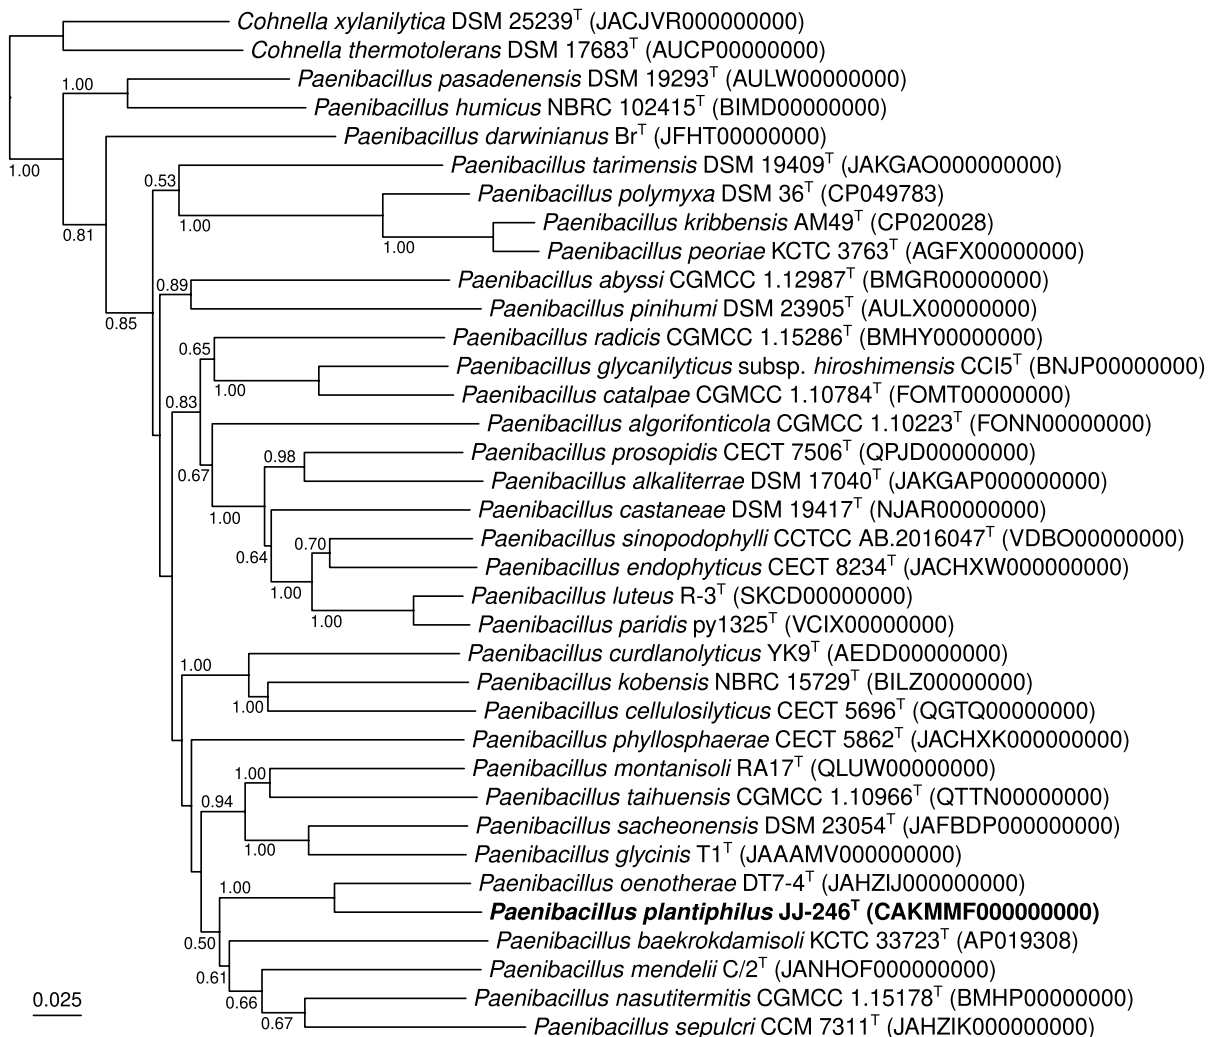 Cohnella xylanilytica DSM 25239ᵀ (JACJVR000000000)
Cohnella thermotolerans DSM 17683ᵀ (AUCP00000000)
1.00 Paenibacillus pasadenensis DSM 19293ᵀ (AULW00000000)
Paenibacillus humicus NBRC 102415ᵀ (BIMD00000000)
Paenibacillus darwinianus Brᵀ (JFHT00000000)
1.00
Paenibacillus tarimensis DSM 19409ᵀ (JAKGAO000000000)
0.53
Paenibacillus polymyxa DSM 36ᵀ (CP049783)
1.00
Paenibacillus kribbensis AM49ᵀ (CP020028)
0.81
1.00
Paenibacillus peoriae KCTC 3763ᵀ (AGFX00000000)
Paenibacillus abyssi CGMCC 1.12987ᵀ (BMGR00000000)
0.89
Paenibacillus pinihumi DSM 23905ᵀ (AULX00000000)
0.85
Paenibacillus radicis CGMCC 1.15286ᵀ (BMHY00000000)
0.65
Paenibacillus glycanilyticus subsp. hiroshimensis CCI5ᵀ (BNJP00000000)
1.00
Paenibacillus catalpae CGMCC 1.10784ᵀ (FOMT00000000)
0.83
Paenibacillus algorifonticola CGMCC 1.10223ᵀ (FONN00000000)
0.98 Paenibacillus prosopidis CECT 7506ᵀ (QPJD00000000)
0.67
Paenibacillus alkaliterrae DSM 17040ᵀ (JAKGAP000000000)
1.00
Paenibacillus castaneae DSM 19417ᵀ (NJAR00000000)
0.70 Paenibacillus sinopodophylli CCTCC AB.2016047ᵀ (VDBO00000000)
0.64
Paenibacillus endophyticus CECT 8234ᵀ (JACHXW000000000)
1.00
Paenibacillus luteus R-3ᵀ (SKCD00000000)
1.00
Paenibacillus paridis py1325ᵀ (VCIX00000000)
Paenibacillus curdlanolyticus YK9ᵀ (AEDD00000000)
1.00
Paenibacillus kobensis NBRC 15729ᵀ (BILZ00000000)
1.00
Paenibacillus cellulosilyticus CECT 5696ᵀ (QGTQ00000000)
Paenibacillus phyllosphaerae CECT 5862ᵀ (JACHXK000000000)
1.00 Paenibacillus montanisoli RA17ᵀ (QLUW00000000)
0.94 Paenibacillus taihuensis CGMCC 1.10966ᵀ (QTTN00000000)
Paenibacillus sacheonensis DSM 23054ᵀ (JAFBDP000000000)
1.00 Paenibacillus glycinis T1ᵀ (JAAAMV000000000)
1.00 Paenibacillus oenotherae DT7-4ᵀ (JAHZIJ000000000)
Paenibacillus plantiphilus JJ-246ᵀ (CAKMMF000000000)
0.50 Paenibacillus baekrokdamisoli KCTC 33723ᵀ (AP019308)
0.61 Paenibacillus mendelii C/2ᵀ (JANHOF000000000)
0.025 0.66 Paenibacillus nasutitermitis CGMCC 1.15178ᵀ (BMHP00000000)
0.67 Paenibacillus sepulcri CCM 7311ᵀ (JAHZIK000000000)